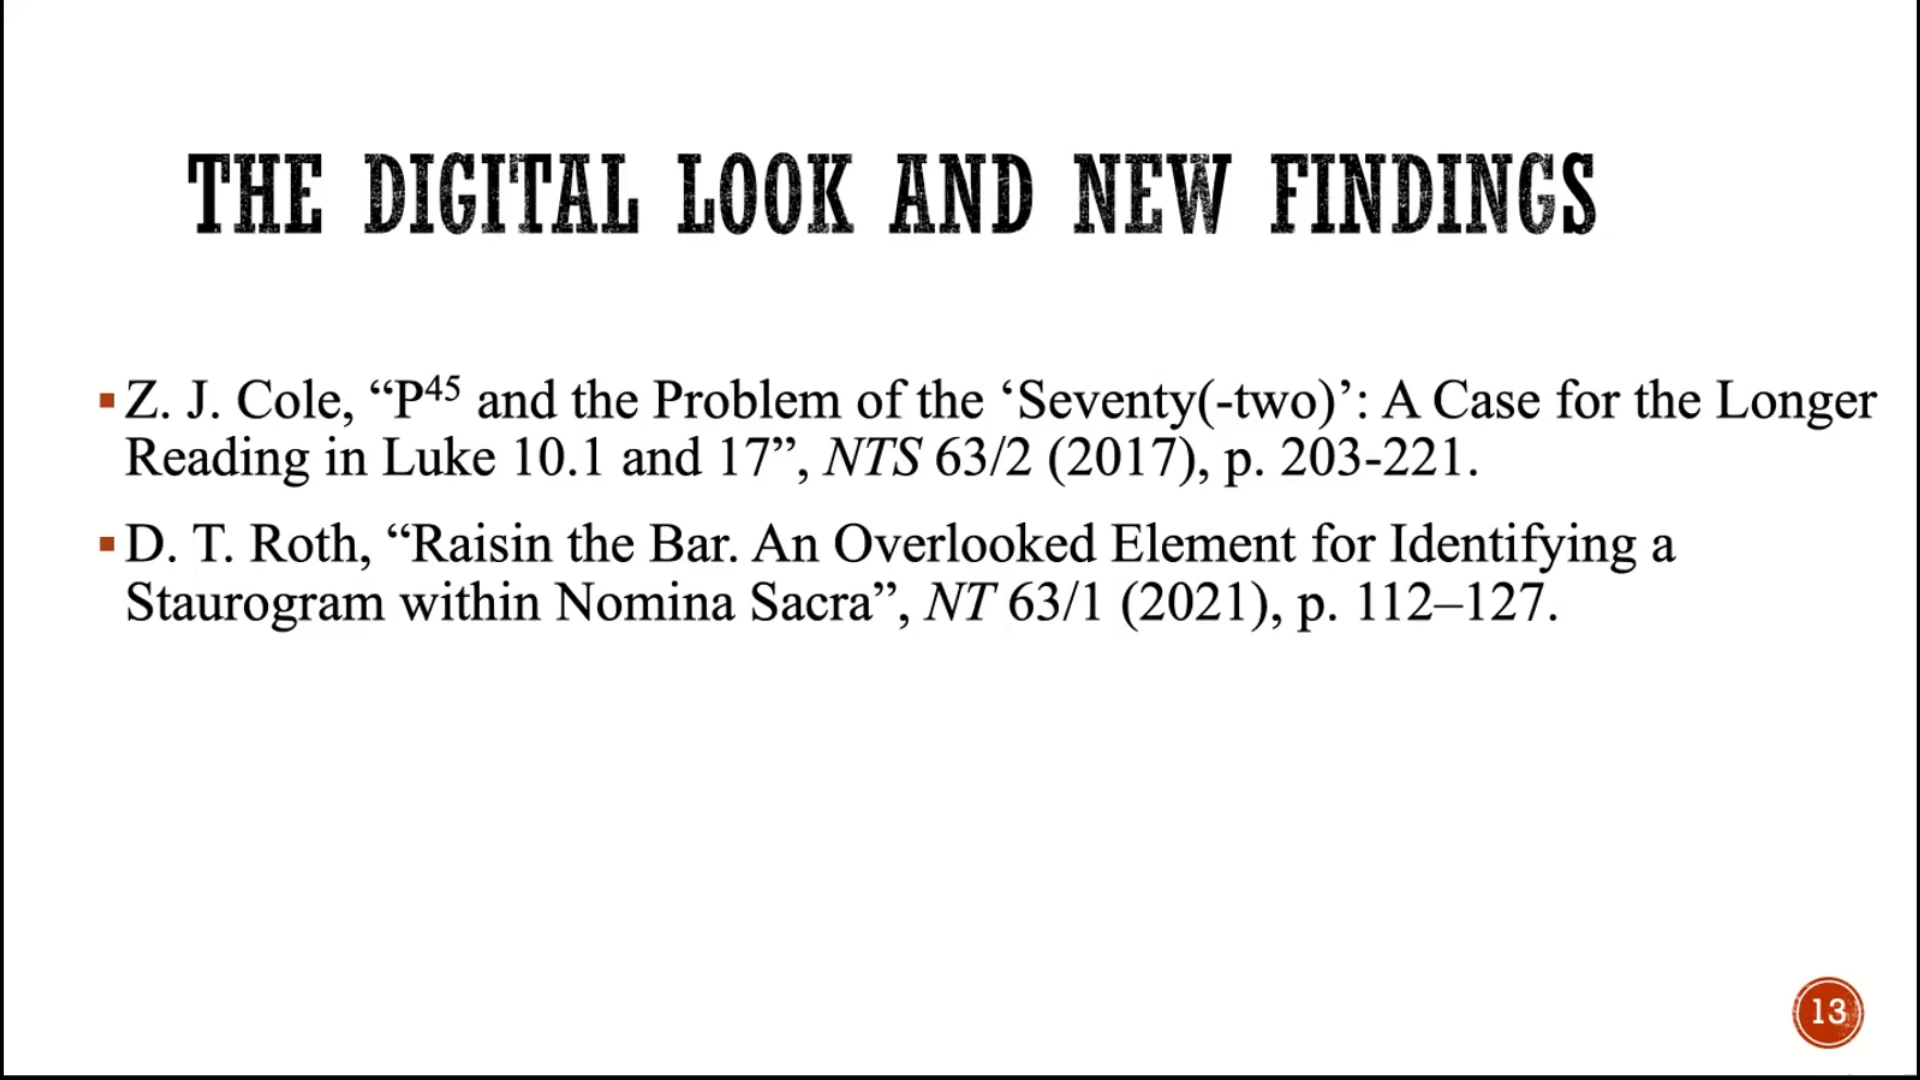 THE DIGITAL LOOK AND NEW FINDINGS
▪ Z. J. Cole, “P⁴⁵ and the Problem of the ‘Seventy(-two)’: A Case for the Longer
Reading in Luke 10.1 and 17”, NTS 63/2 (2017), p. 203-221.
▪ D. T. Roth, “Raisin the Bar. An Overlooked Element for Identifying a
Staurogram within Nomina Sacra”, NT 63/1 (2021), p. 112–127.
13